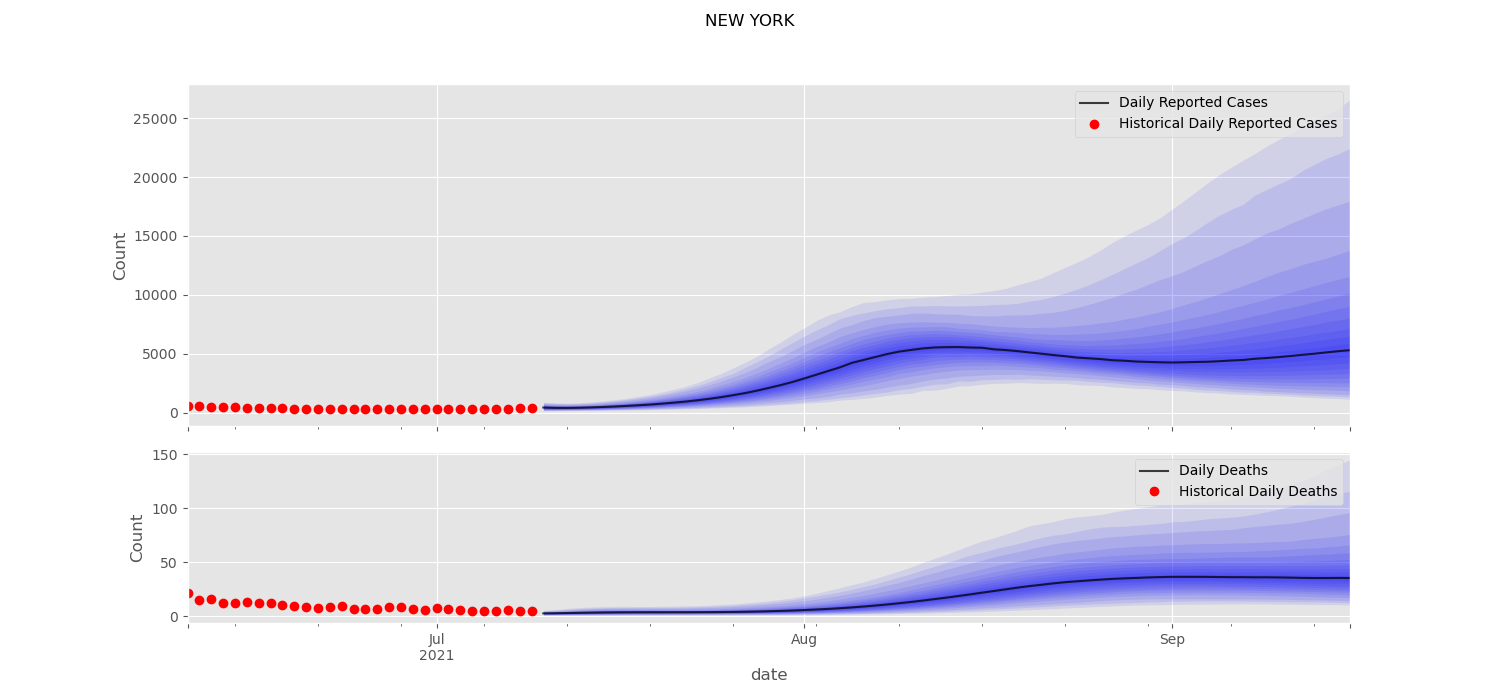 NEW YORK
Daily Reported Cases
Historical Daily Reported Cases
Count
25000
20000
15000
10000
5000
0
Daily Deaths
Historical Daily Deaths
Count
150
100
50
0
Jul
2021
Aug
Sep
date